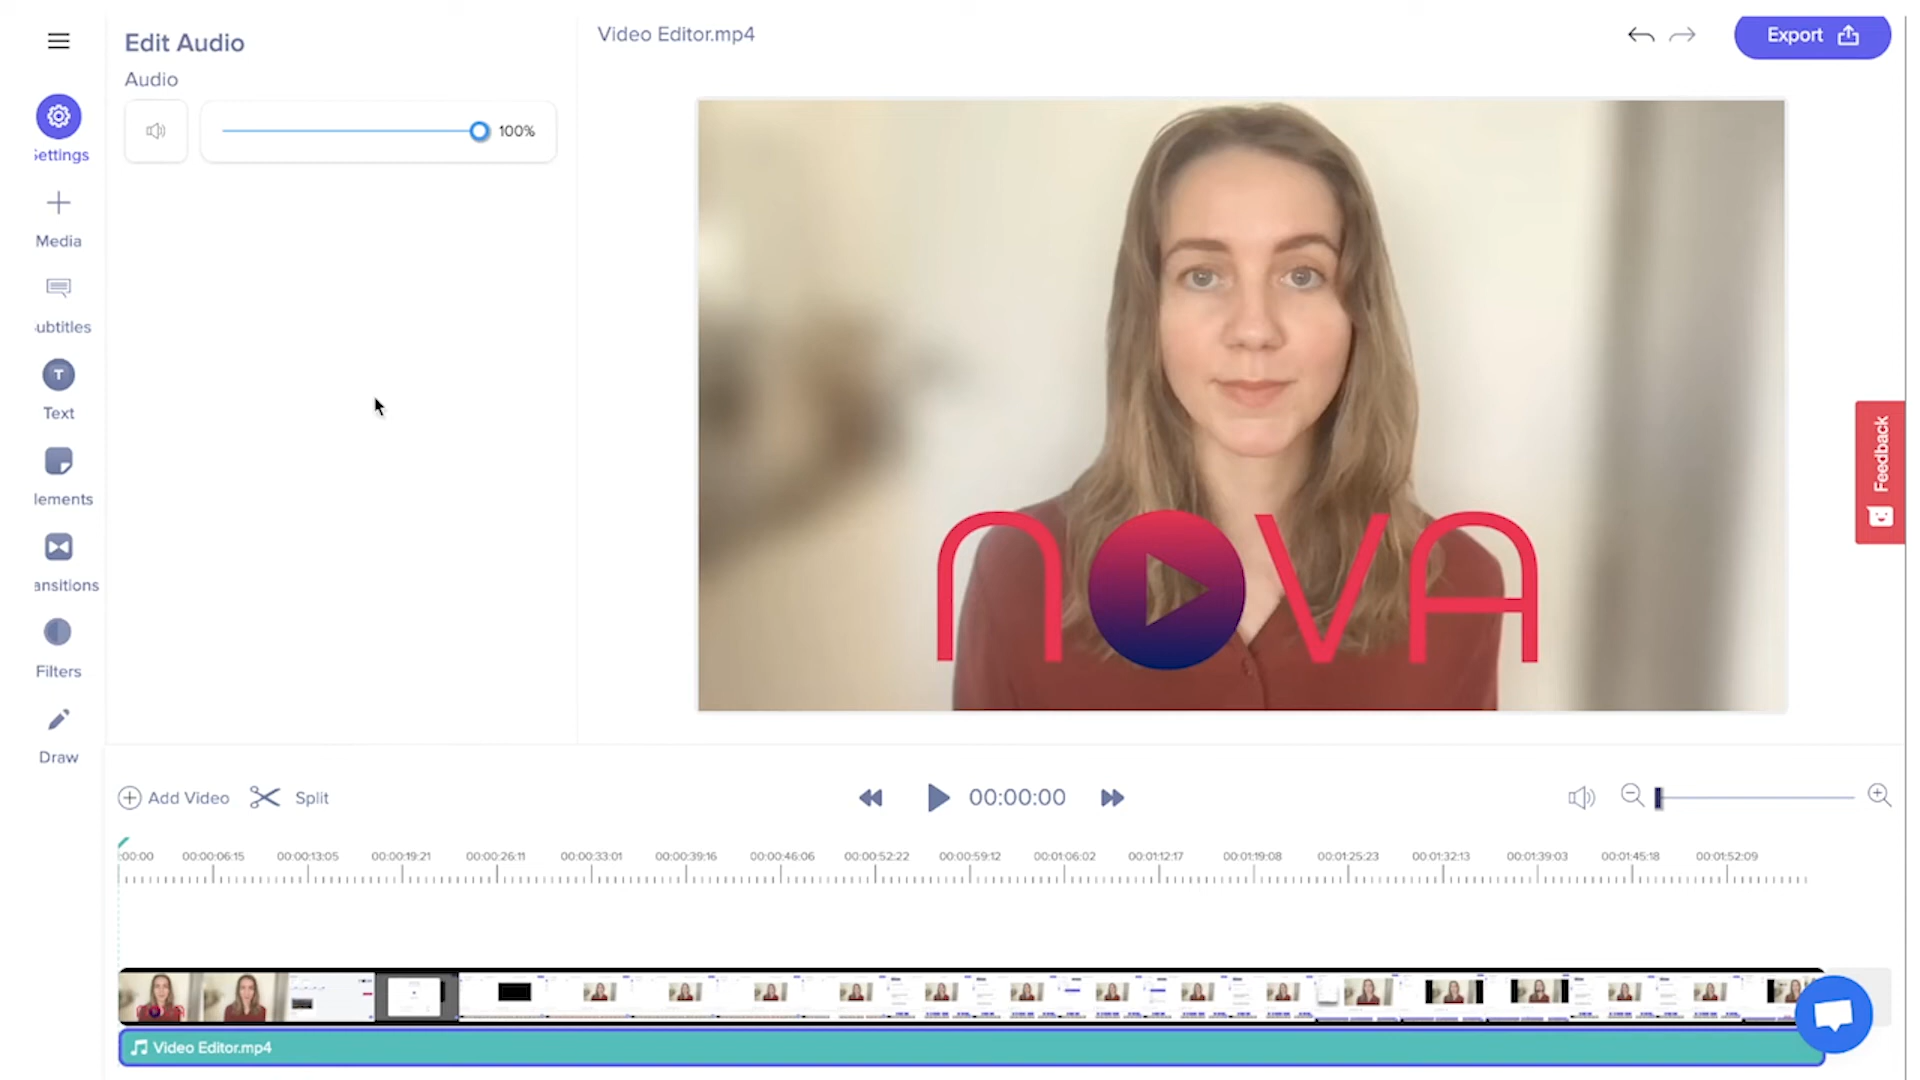 Edit Audio
Video Editor.mp4
Export
Audio
100%
ettings
Media
ubtitles
Text
lements
ansitions
Filters
Draw
NOVA
Feedback
Add Video
Split
00:00:00
:00:00 00:00:06:15 00:00:13:05 00:00:19:21 00:00:26:11 00:00:33:01 00:00:39:16 00:00:46:06 00:00:52:22 00:00:59:12 00:01:06:02 00:01:12:17 00:01:19:08 00:01:25:23 00:01:32:13 00:01:39:03 00:01:45:18 00:01:52:09
Video Editor.mp4